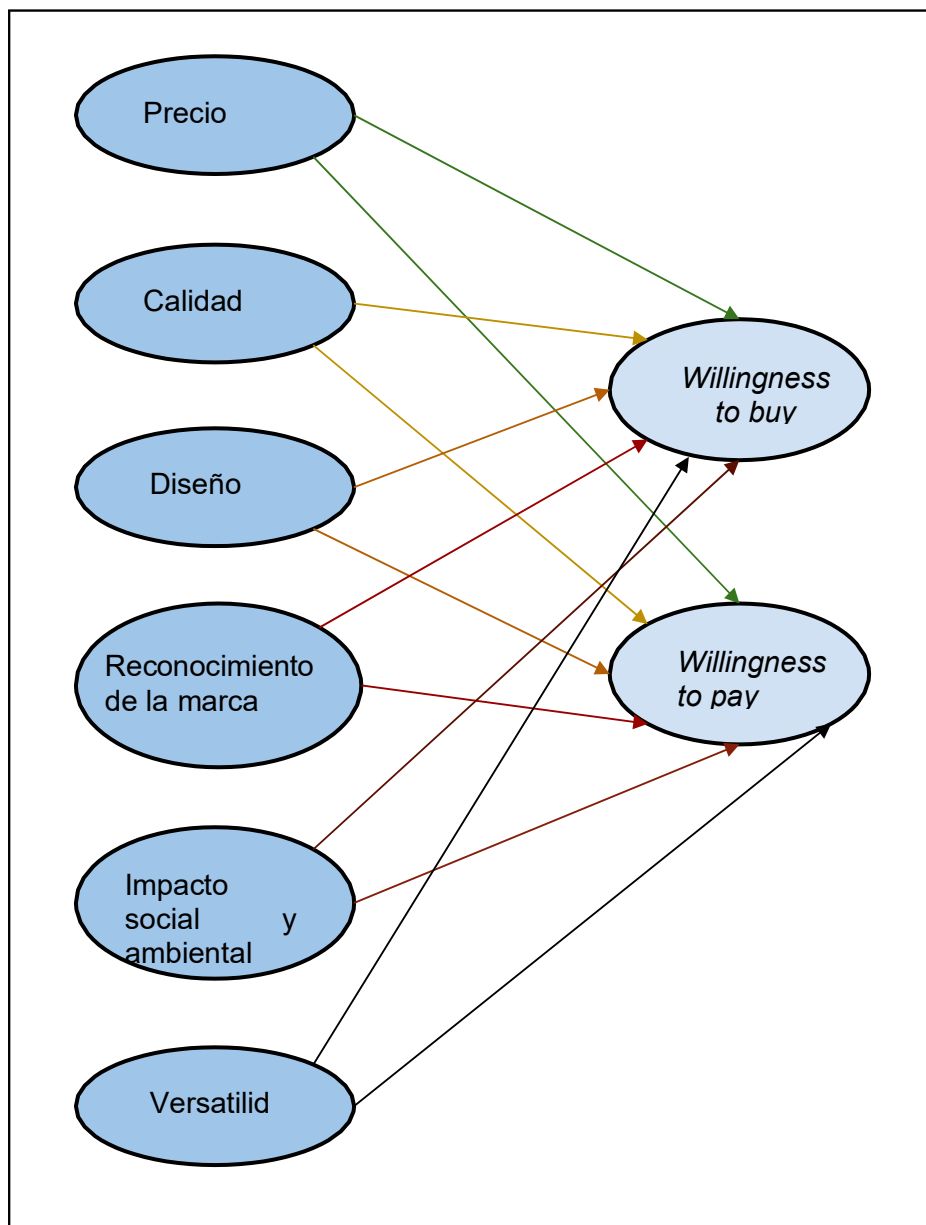 Precio
Calidad
Willingness
to buy
Diseño
Reconocimiento
de la marca
Willingness
to pay
Impacto
social y
ambiental
Versatilid